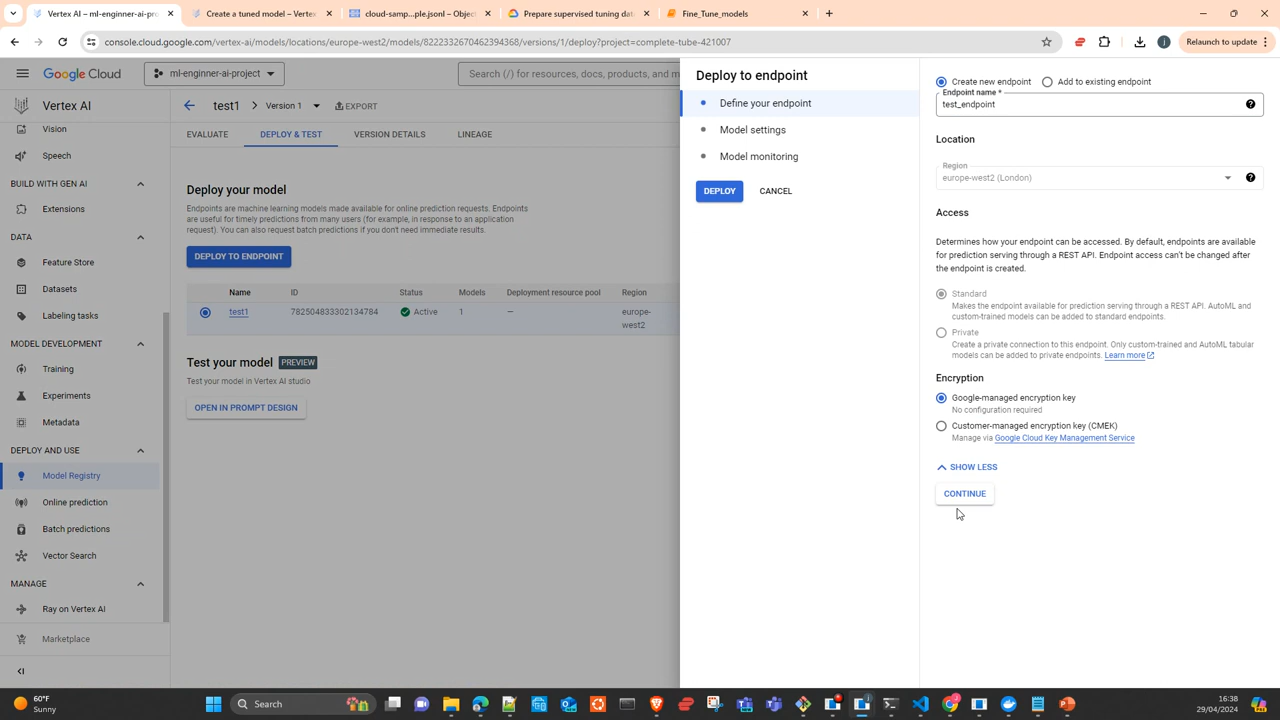 Vertex AI – ml-enginner-ai-pro
Create a tuned model – Vertex
cloud-samp...ple.jsonl – Objec
Prepare supervised tuning dat
Fine_Tune_models
console.cloud.google.com/vertex-ai/models/locations/europe-west2/models/8222332670462394368/versions/1/deploy?project=complete-tube-421007
Relaunch to update
Google Cloud
ml-enginner-ai-project
Search (/) for resources, docs, products, and m
Vertex AI
Vision
Speech
BUILD WITH GEN AI
Extensions
DATA
Feature Store
Datasets
Labeling tasks
MODEL DEVELOPMENT
Training
Experiments
Metadata
DEPLOY AND USE
Model Registry
Online prediction
Batch predictions
Vector Search
MANAGE
Ray on Vertex AI
Marketplace
test1
Version 1
EXPORT
EVALUATE
DEPLOY & TEST
VERSION DETAILS
LINEAGE
Deploy your model
Endpoints are machine learning models made available for online prediction requests. Endpoints
are useful for timely predictions from many users (for example, in response to an application
request). You can also request batch predictions if you don't need immediate results.
DEPLOY TO ENDPOINT
Name ID Status Models Deployment resource pool Region
test1 782504833302134784 Active 1 — europe-
west2
Test your model PREVIEW
Test your model in Vertex AI studio
OPEN IN PROMPT DESIGN
Deploy to endpoint
Define your endpoint
Model settings
Model monitoring
DEPLOY
CANCEL
Create new endpoint
Add to existing endpoint
Endpoint name *
test_endpoint
Location
Region
europe-west2 (London)
Access
Determines how your endpoint can be accessed. By default, endpoints are available
for prediction serving through a REST API. Endpoint access can't be changed after
the endpoint is created.
Standard
Makes the endpoint available for prediction serving through a REST API. AutoML and
custom-trained models can be added to standard endpoints.
Private
Create a private connection to this endpoint. Only custom-trained and AutoML tabular
models can be added to private endpoints. Learn more
Encryption
Google-managed encryption key
No configuration required
Customer-managed encryption key (CMEK)
Manage via Google Cloud Key Management Service
SHOW LESS
CONTINUE
60°F
Sunny
Search
16:38
29/04/2024